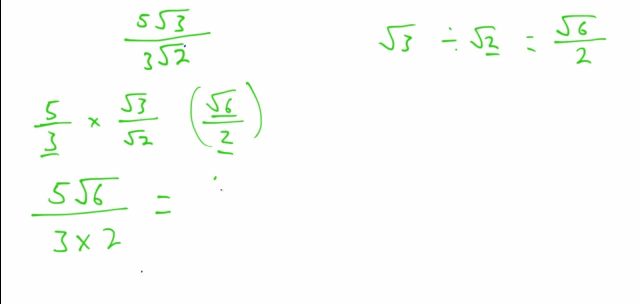 5√3
3√2
√3 ÷ √2 = √6/2
5/3 × √3/√2 (√6/2)
5√6
3 × 2
=